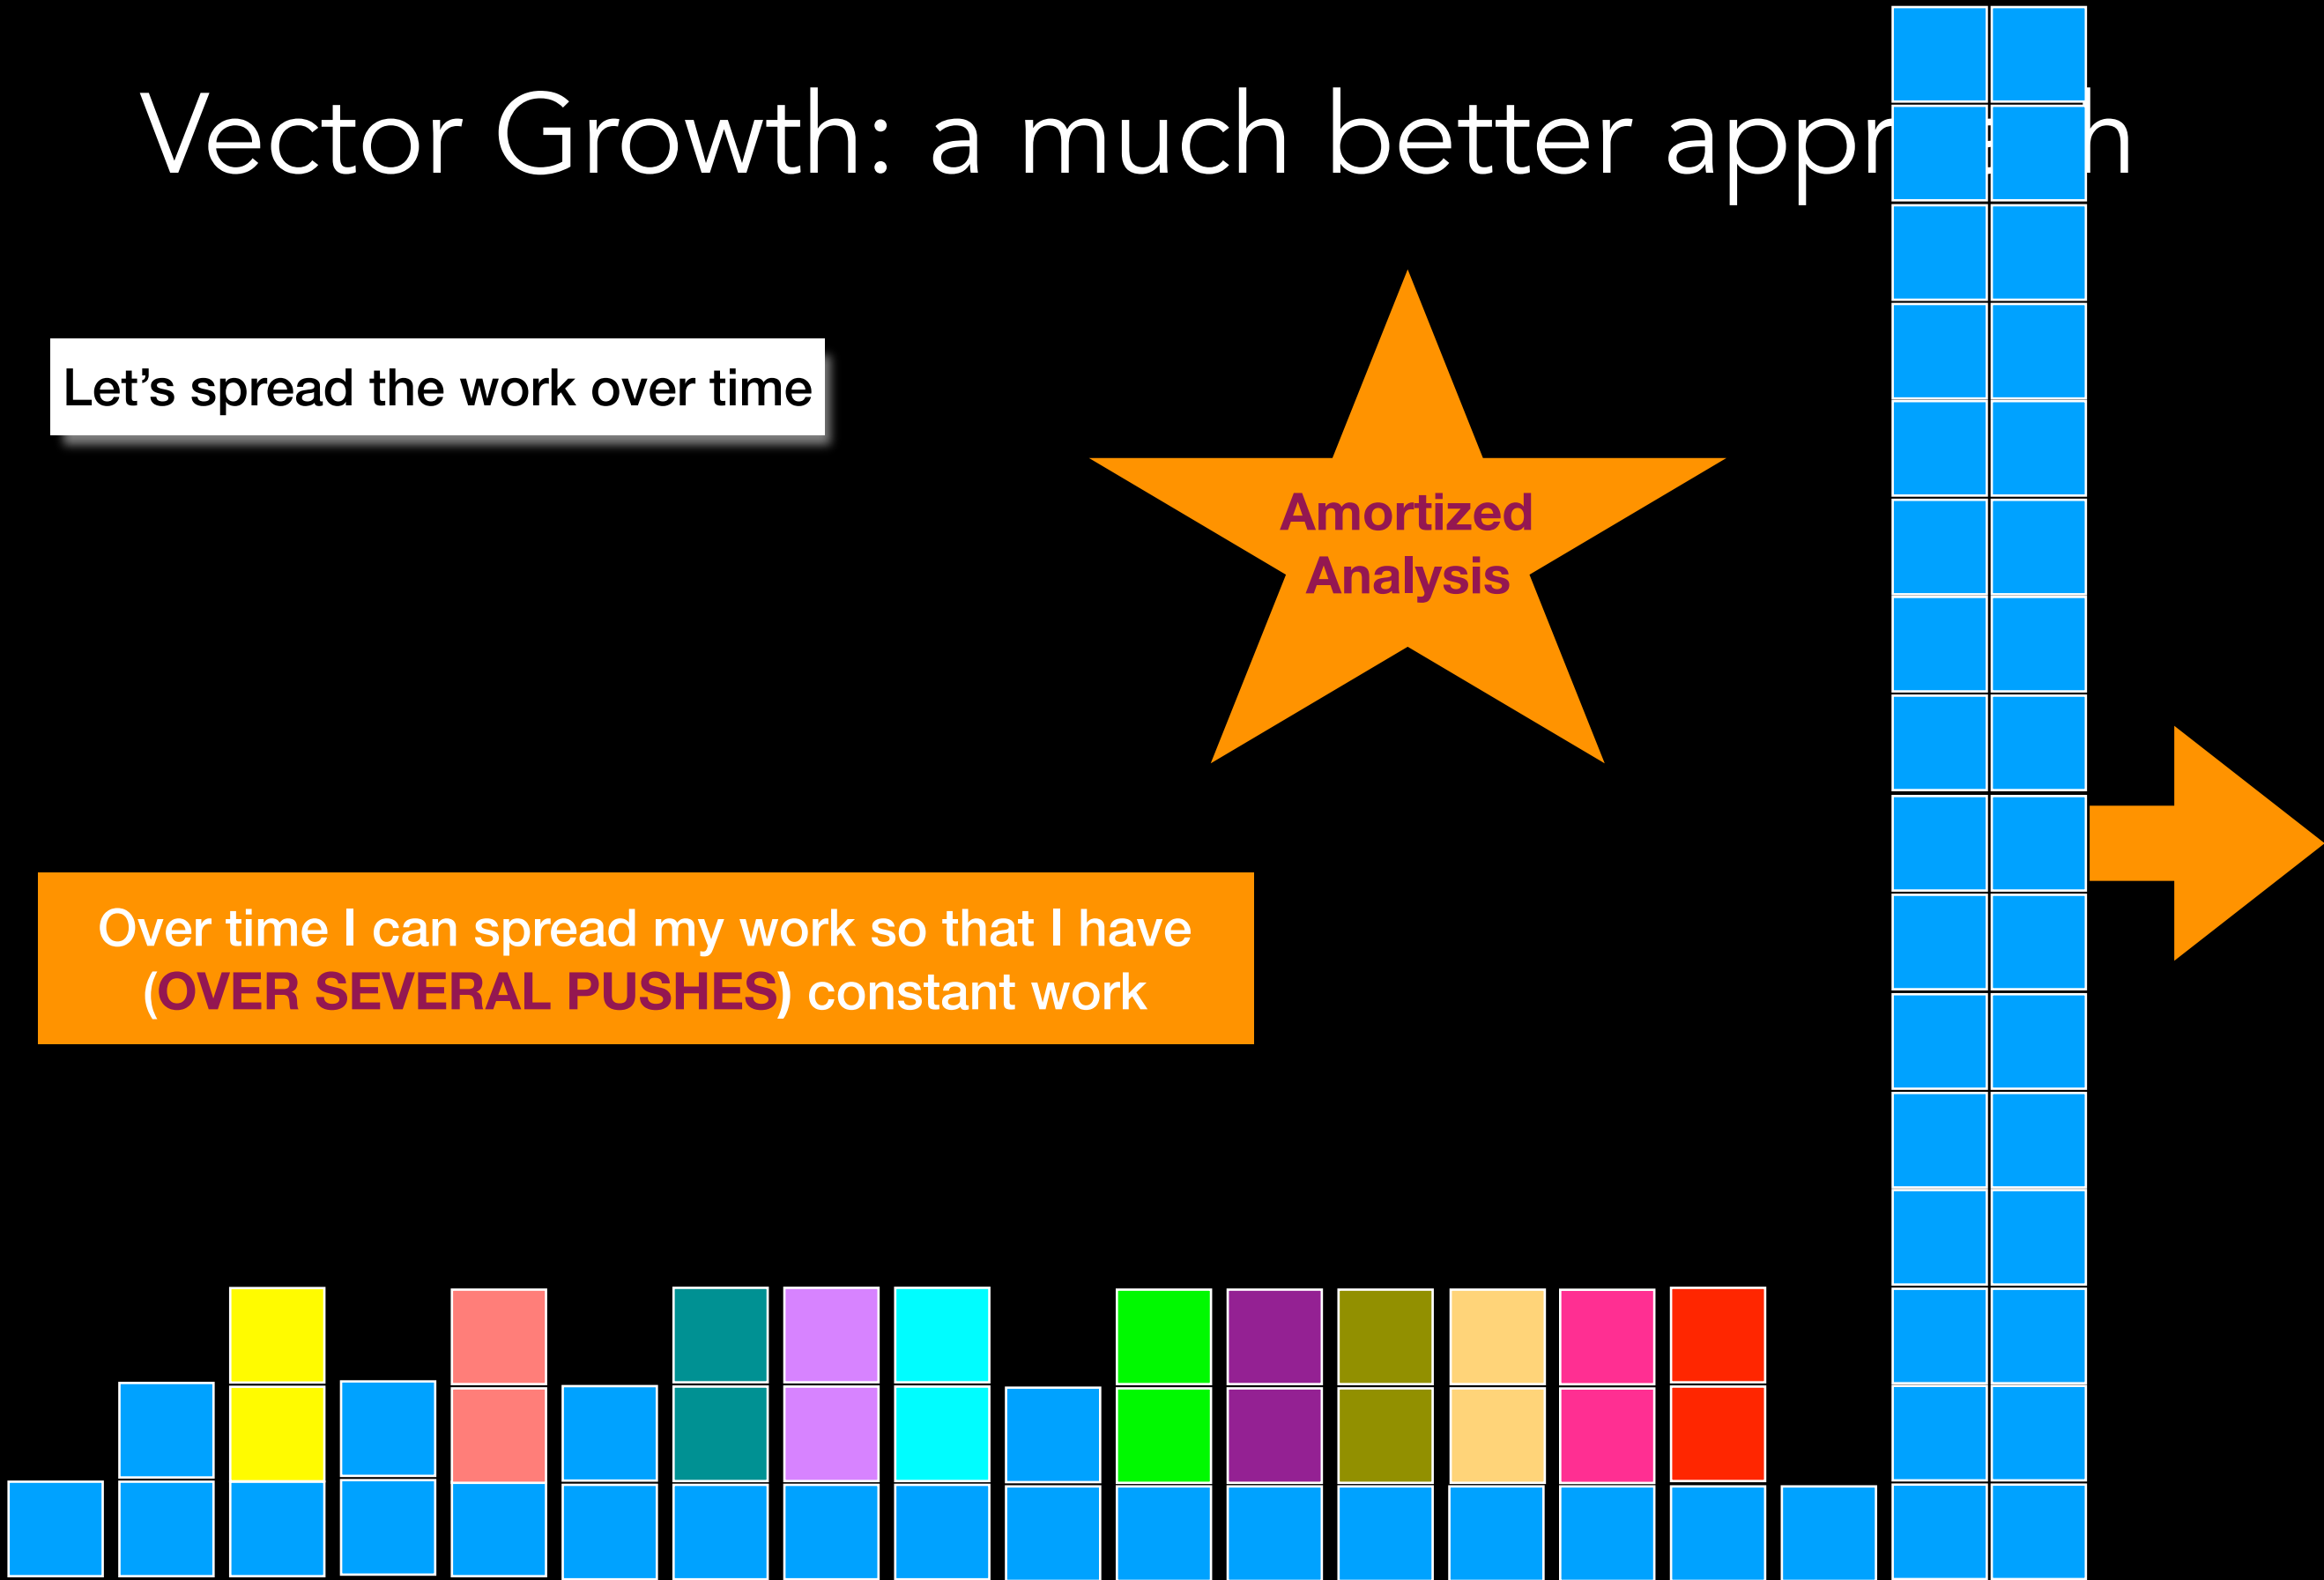 Vector Growth: a much better appr h
Let's spread the work over time
Amortized
Analysis
Over time I can spread my work so that I have
(OVER SEVERAL PUSHES) constant work